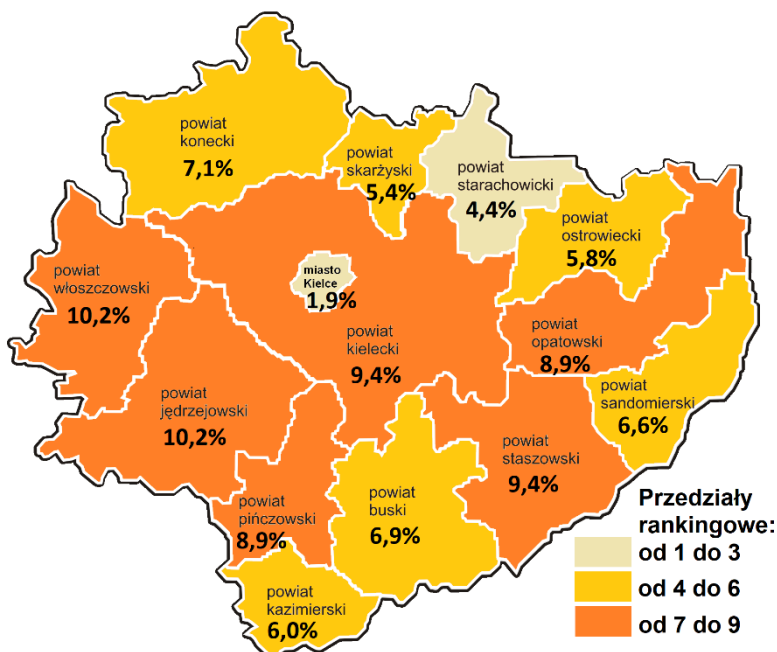 powiat
konecki
7,1%
powiat
skarżyski
5,4%
powiat
starachowicki
4,4%
powiat
ostrowiecki
5,8%
powiat
włoszczowski
10,2%
miasto
Kielce
1,9%
powiat
kielecki
9,4%
powiat
opatowski
8,9%
powiat
jędrzejowski
10,2%
powiat
sandomierski
6,6%
powiat
staszowski
9,4%
powiat
pińczowski
8,9%
powiat
buski
6,9%
powiat
kazimierski
6,0%
Przedziały
rankingowe:
od 1 do 3
od 4 do 6
od 7 do 9